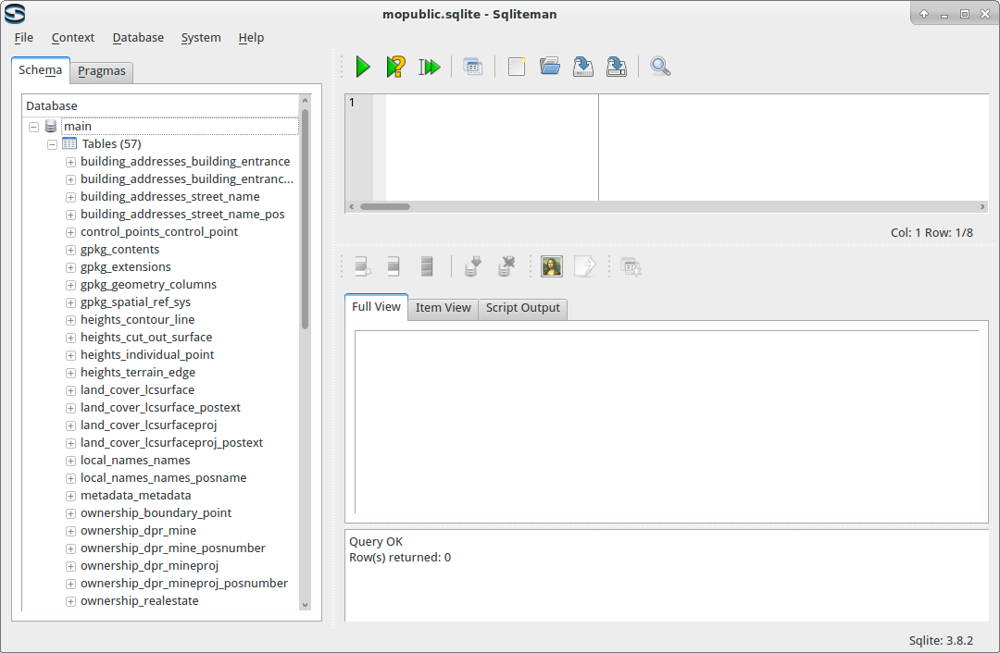 mopublic.sqlite - Sqliteman
File Context Database System Help
Schema Pragmas
Database
main
Tables (57)
building_addresses_building_entrance
building_addresses_building_entranc...
building_addresses_street_name
building_addresses_street_name_pos
control_points_control_point
gpkg_contents
gpkg_extensions
gpkg_geometry_columns
gpkg_spatial_ref_sys
heights_contour_line
heights_cut_out_surface
heights_individual_point
heights_terrain_edge
land_cover_lcsurface
land_cover_lcsurface_postext
land_cover_lcsurfaceproj
land_cover_lcsurfaceproj_postext
local_names_names
local_names_names_posname
metadata_metadata
ownership_boundary_point
ownership_dpr_mine
ownership_dpr_mine_posnumber
ownership_dpr_mineproj
ownership_dpr_mineproj_posnumber
ownership_realestate
1
Col: 1 Row: 1/8
Full View Item View Script Output
Query OK
Row(s) returned: 0
Sqlite: 3.8.2